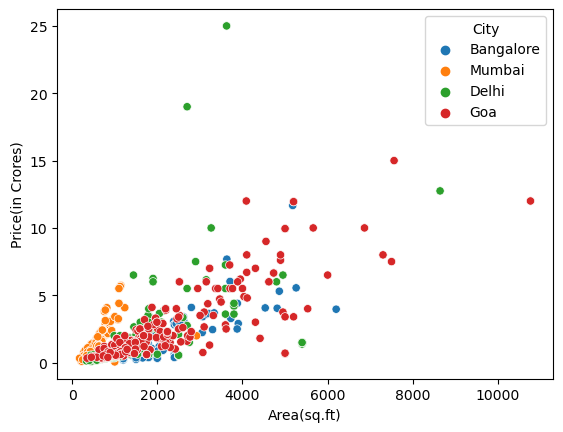 25
20
15
10
5
0
Price(in Crores)
City
Bangalore
Mumbai
Delhi
Goa
0 2000 4000 6000 8000 10000
Area(sq.ft)